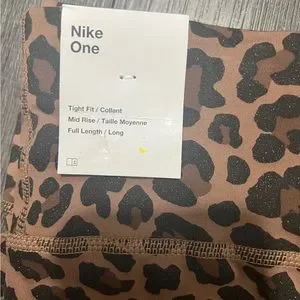 Nike
One
Tight Fit / Collant
Mid Rise / Taille Moyenne
Full Length / Long